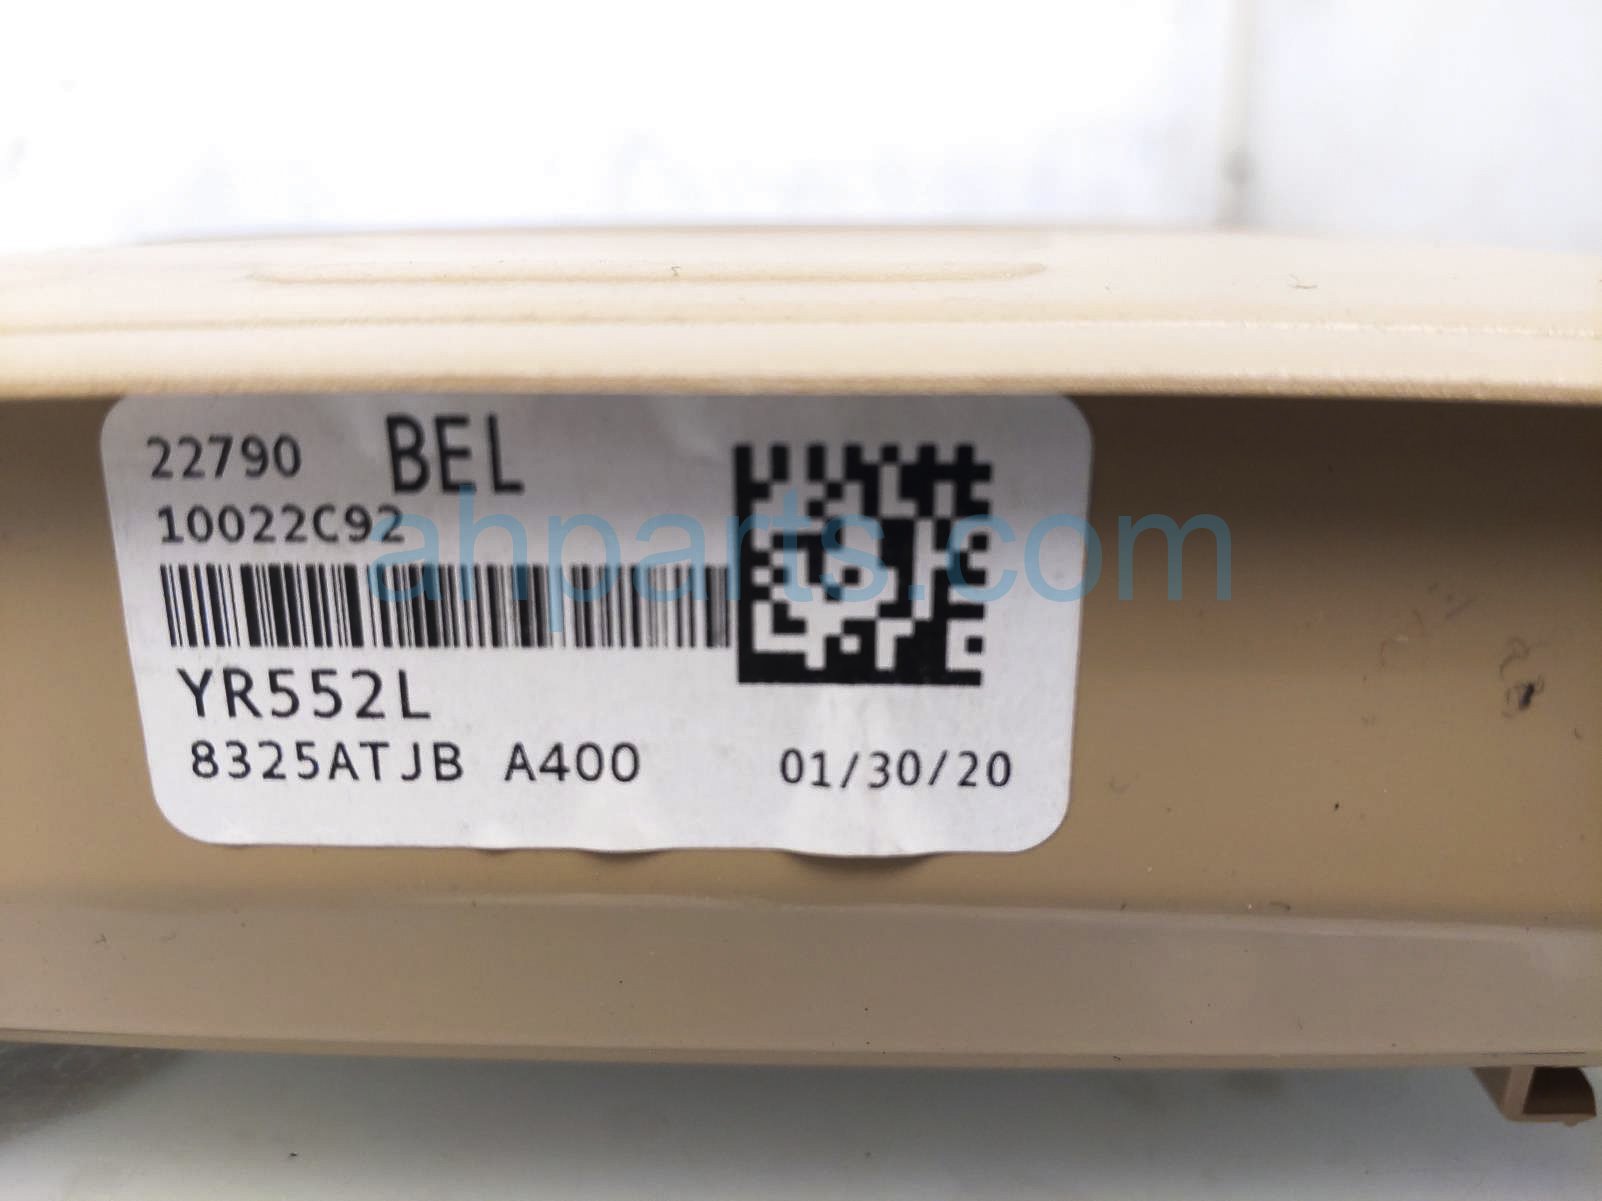 22790 BEL
10022C92
ahparts.com
YR552L
8325ATJB A400 01/30/20